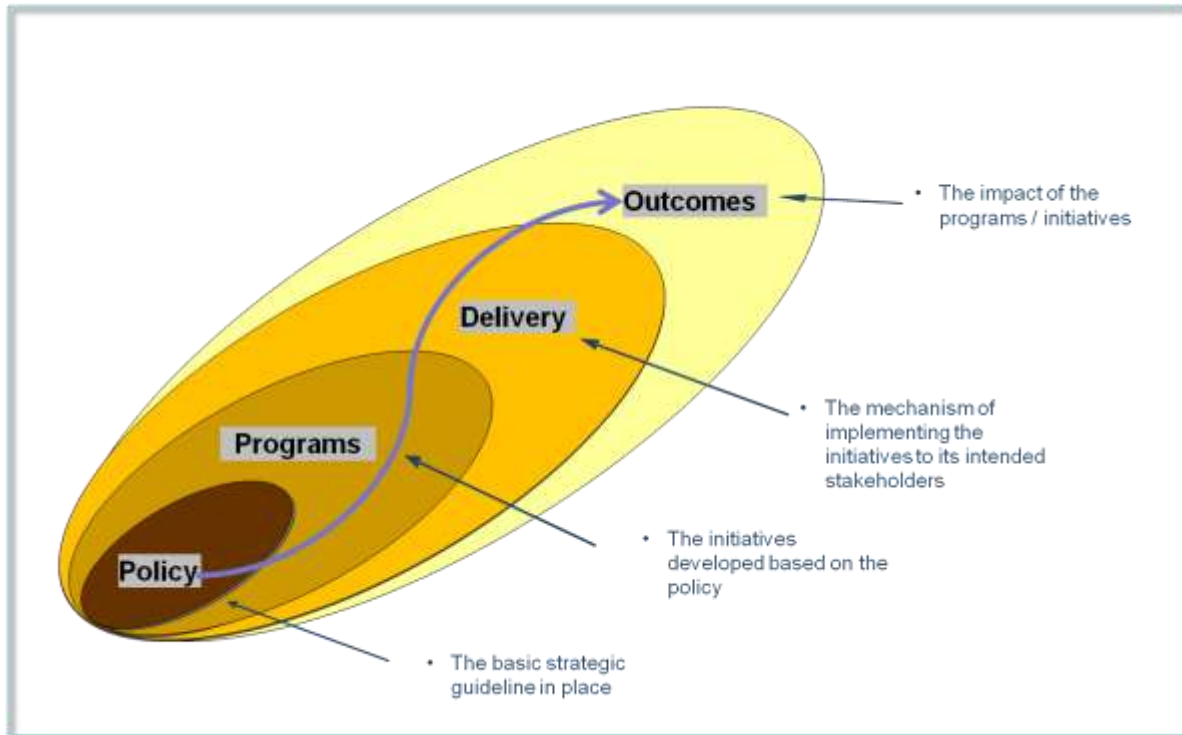 Outcomes
• The impact of the
programs / initiatives
Delivery
• The mechanism of
implementing the
initiatives to its intended
stakeholders
Programs
• The initiatives
developed based on the
policy
Policy
• The basic strategic
guideline in place